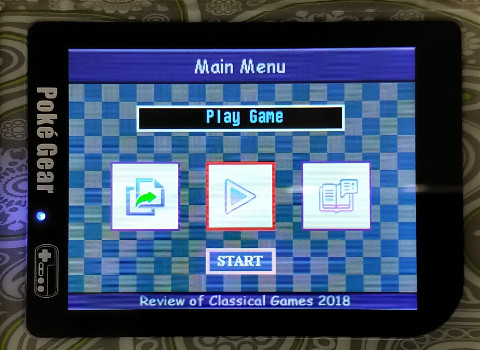 Main Menu
Play Game
START
Review of Classical Games 2018
Poké Gear